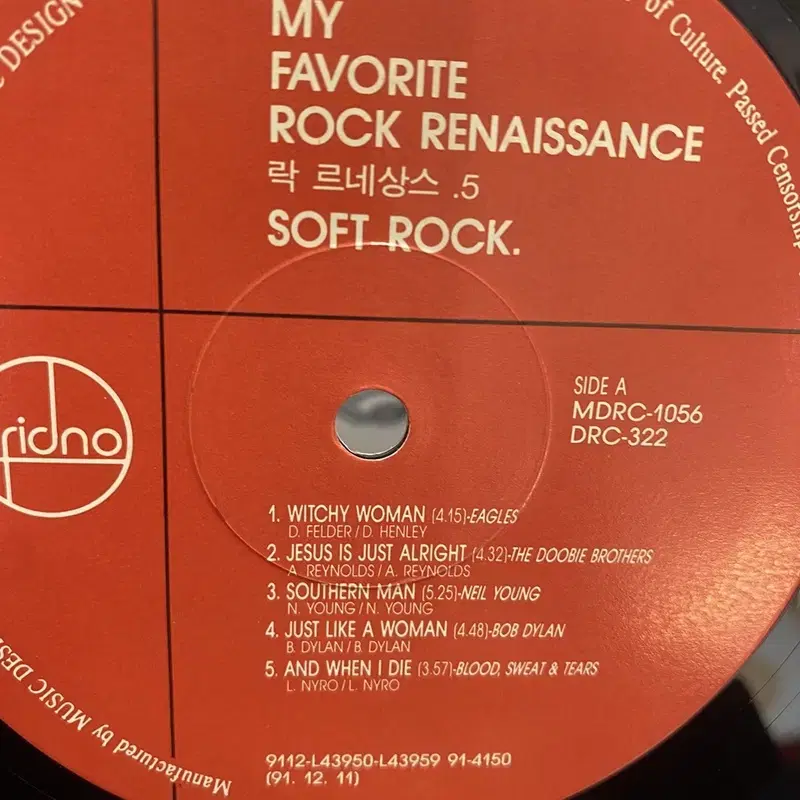 MY
FAVORITE
ROCK RENAISSANCE
락 르네상스 .5
SOFT ROCK.
DESIGN
of Culture, Passed Censorship
ridno
SIDE A
MDRC-1056
DRC-322
1. WITCHY WOMAN (4.15)-EAGLES
D. FELDER / D. HENLEY
2. JESUS IS JUST ALRIGHT (4.32)-THE DOOBIE BROTHERS
A. REYNOLDS / A. REYNOLDS
3. SOUTHERN MAN (5.25)-NEIL YOUNG
N. YOUNG / N. YOUNG
4. JUST LIKE A WOMAN (4.48)-BOB DYLAN
B. DYLAN / B. DYLAN
5. AND WHEN I DIE (3.57)-BLOOD, SWEAT & TEARS
L. NYRO / L. NYRO
9112-L43950-L43959 91-4150
(91. 12. 11)
Manufactured by MUSIC DES